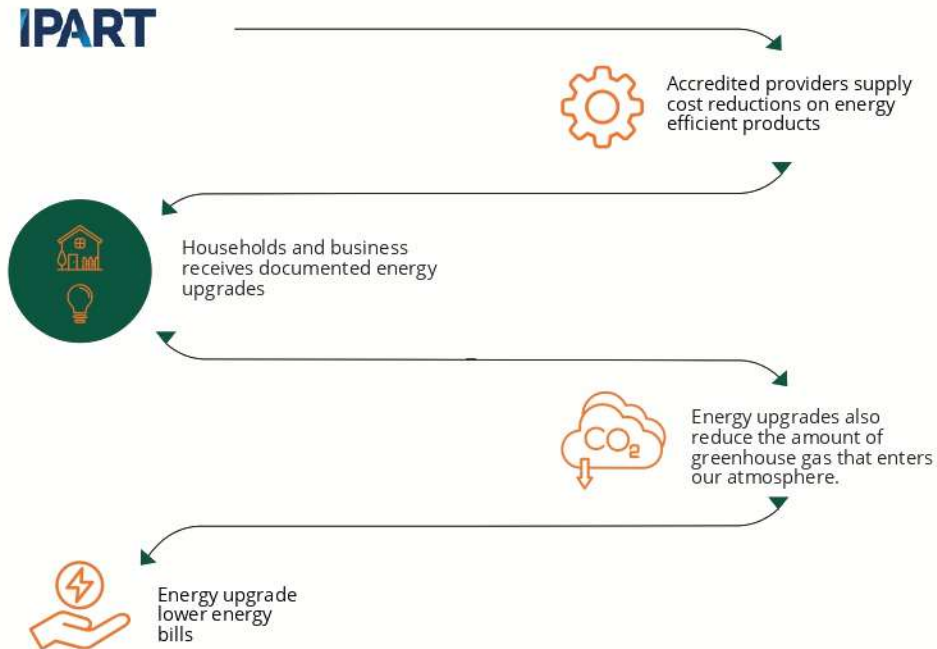 IPART
Accredited providers supply
cost reductions on energy
efficient products
Households and business
receives documented energy
upgrades
CO2
Energy upgrades also
reduce the amount of
greenhouse gas that enters
our atmosphere.
Energy upgrade
lower energy
bills